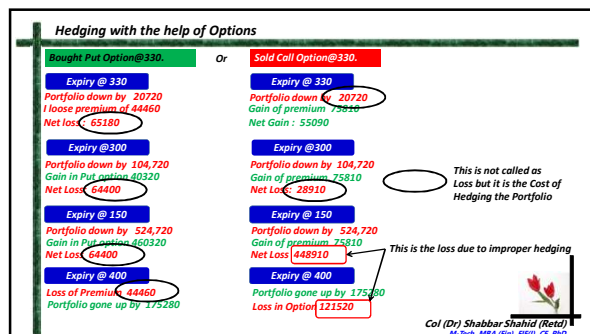 Hedging with the help of Options
Bought Put Option@330.
Or
Sold Call Option@330.
Expiry @ 330
Portfolio down by 20720
I loose premium of 44460
Net loss : 65180
Expiry @300
Portfolio down by 104,720
Gain in Put option 40320
Net Loss: 64400
Expiry @ 150
Portfolio down by 524,720
Gain in Put option 460320
Net Loss: 64400
Expiry @ 400
Loss of Premium 44460
Portfolio gone up by 175280
Expiry @ 330
Portfolio down by 20720
Gain of premium 75810
Net Gain : 55090
Expiry @300
Portfolio down by 104,720
Gain of premium 75810
Net Loss: 28910
Expiry @ 150
Portfolio down by 524,720
Gain of premium 75810
Net Loss 448910
Expiry @ 400
Portfolio gone up by 175280
Loss in Option 121520
This is not called as
Loss but it is the Cost of
Hedging the Portfolio
This is the loss due to improper hedging
Col (Dr) Shabbar Shahid (Retd)
M-Tech, MBA (Fin), FIE(I), CE, PhD